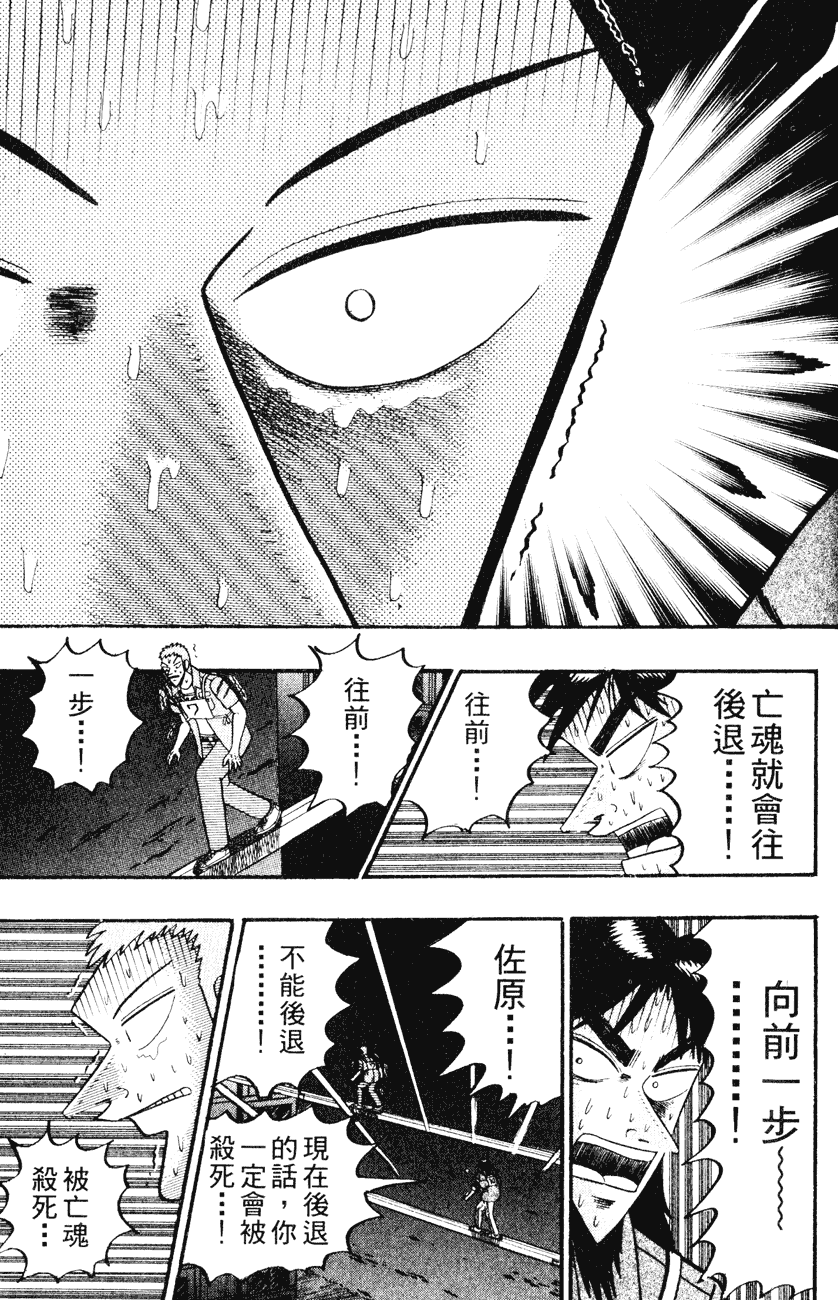 亡魂就會往
後退……！
往前…！
往前…！
一步…！
向前一步～
………！
佐原…！
不能後退
………！
現在後退
的話，你
一定會被
殺死…！
被亡魂
殺死…！